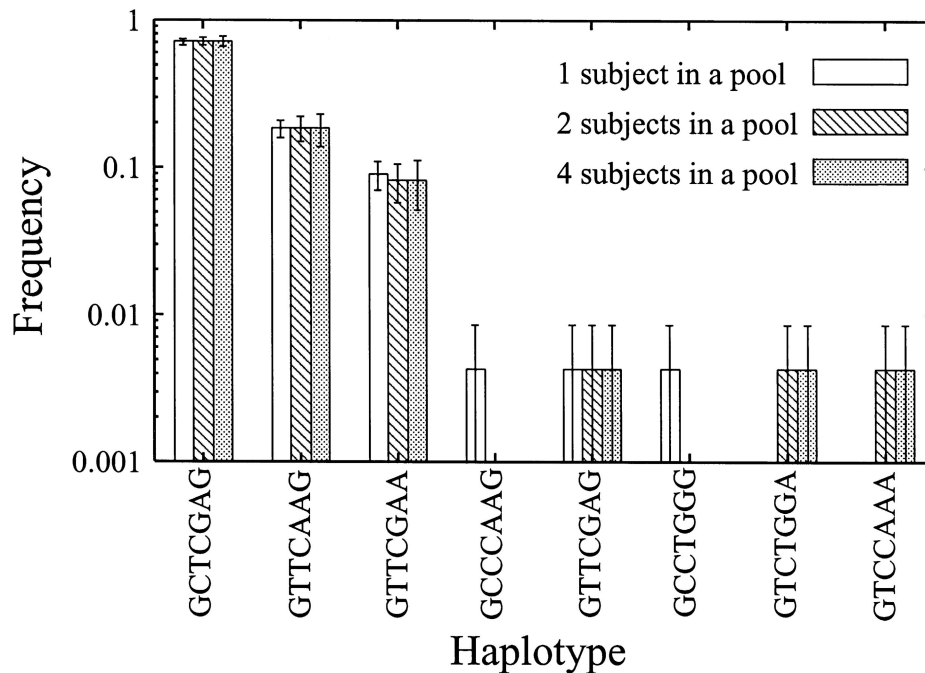 1
0.1
0.01
0.001
Frequency
1 subject in a pool
2 subjects in a pool
4 subjects in a pool
GCTCGAG
GTTCAAG
GTTCGAA
GCCCAAG
GTTCGAG
GCCTGGG
GTCTGGA
GTCCAAA
Haplotype